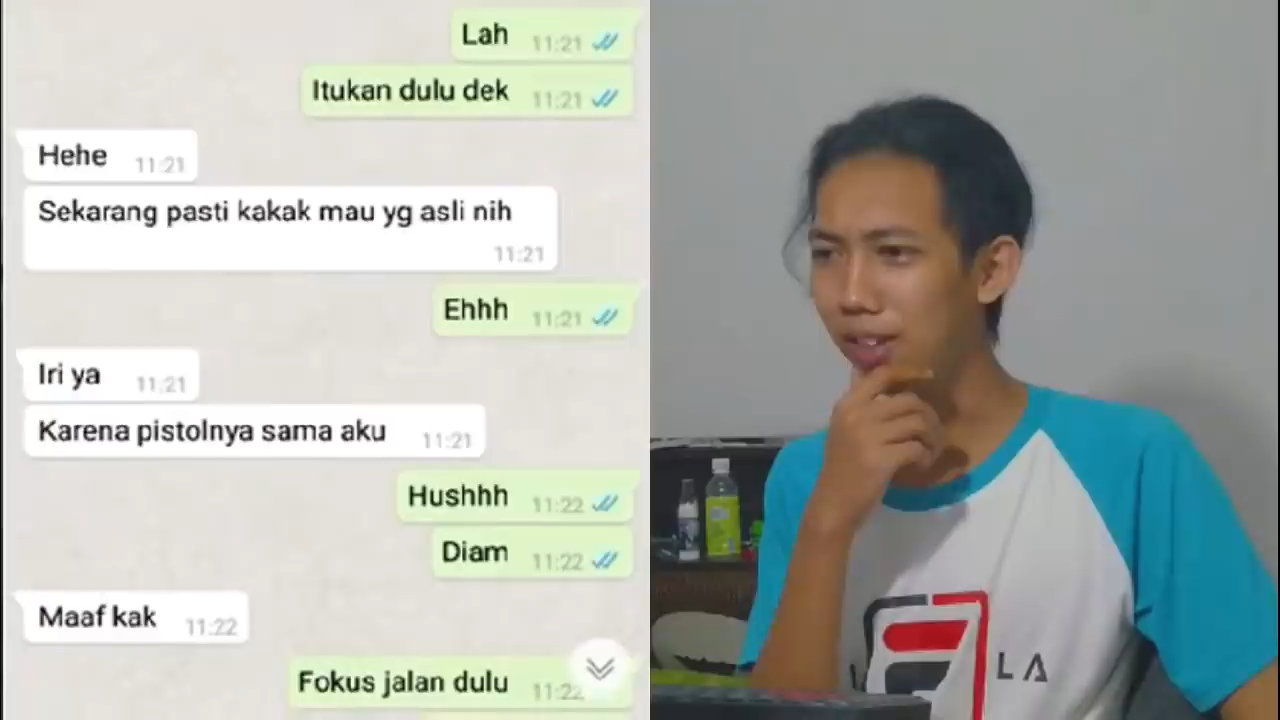 Lah 11:21
Itukan dulu dek 11:21
Hehe 11:21
Sekarang pasti kakak mau yg asli nih
11:21
Ehhh 11:21
Iri ya 11:21
Karena pistolnya sama aku 11:21
Hushhh 11:22
Diam 11:22
Maaf kak 11:22
Fokus jalan dulu 11:22
LA